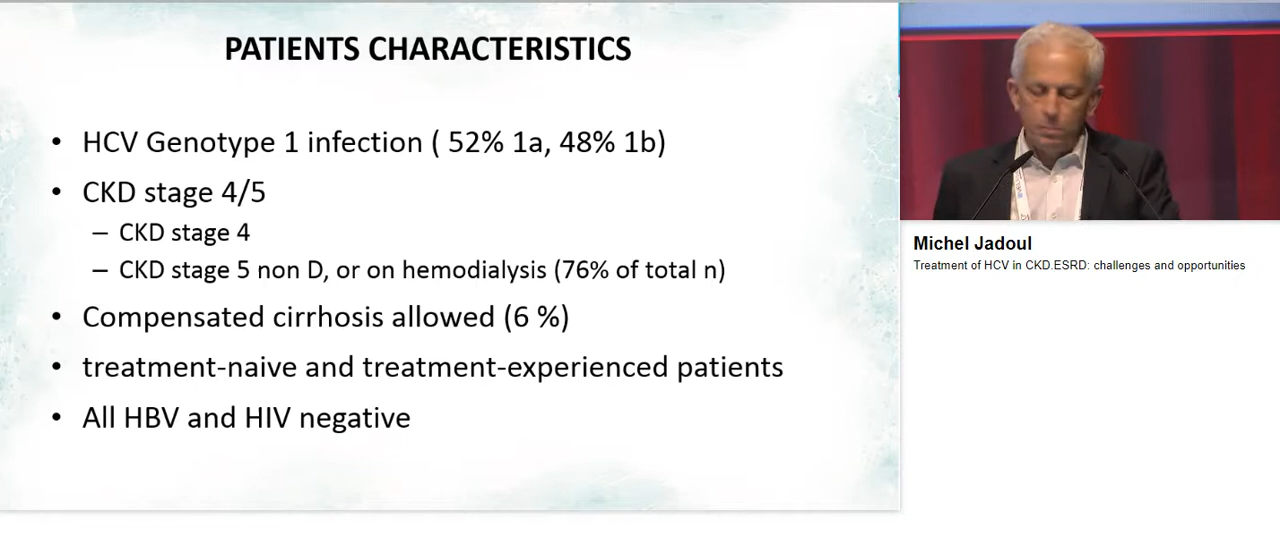 PATIENTS CHARACTERISTICS
• HCV Genotype 1 infection ( 52% 1a, 48% 1b)
• CKD stage 4/5
– CKD stage 4
– CKD stage 5 non D, or on hemodialysis (76% of total n)
• Compensated cirrhosis allowed (6 %)
• treatment-naive and treatment-experienced patients
• All HBV and HIV negative
Michel Jadoul
Treatment of HCV in CKD.ESRD: challenges and opportunities